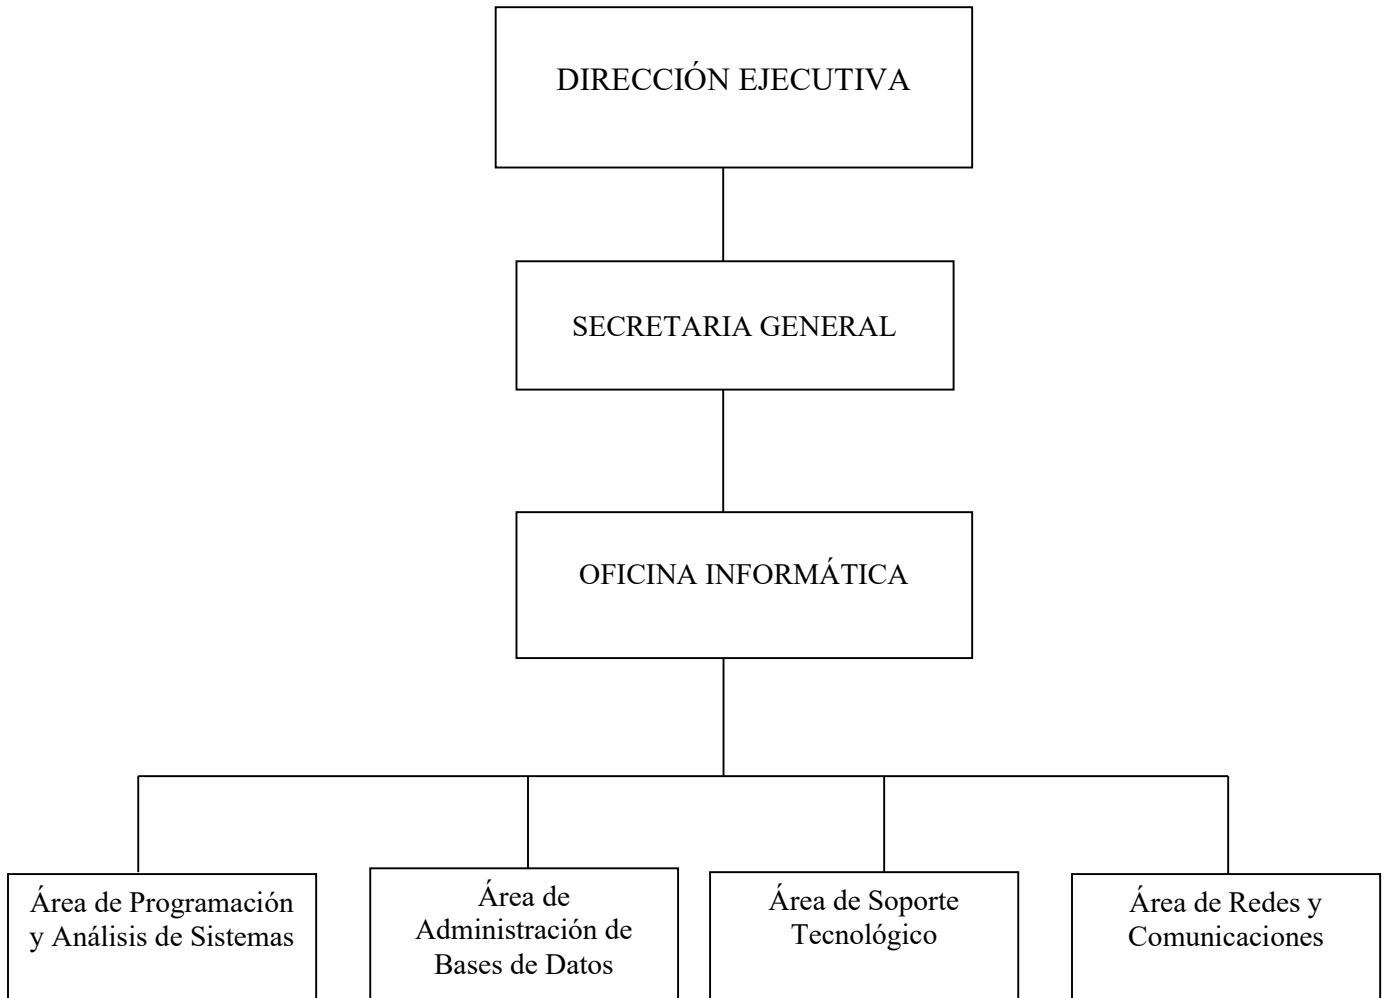 DIRECCIÓN EJECUTIVA
SECRETARIA GENERAL
OFICINA INFORMÁTICA
Área de Programación
y Análisis de Sistemas
Área de
Administración de
Bases de Datos
Área de Soporte
Tecnológico
Área de Redes y
Comunicaciones